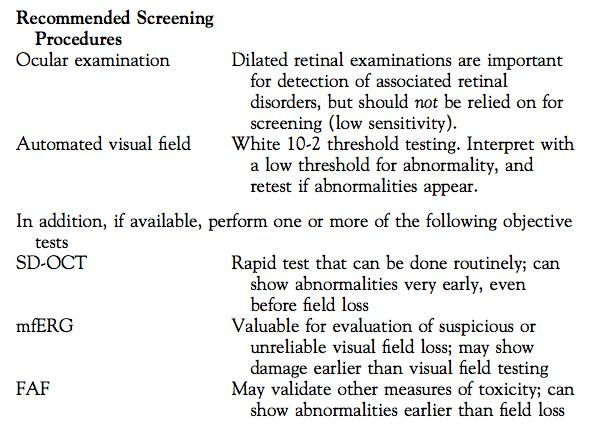 Recommended Screening
Procedures
Ocular examination Dilated retinal examinations are important
for detection of associated retinal
disorders, but should not be relied on for
screening (low sensitivity).
Automated visual field White 10-2 threshold testing. Interpret with
a low threshold for abnormality, and
retest if abnormalities appear.
In addition, if available, perform one or more of the following objective
tests
SD-OCT Rapid test that can be done routinely; can
show abnormalities very early, even
before field loss
mfERG Valuable for evaluation of suspicious or
unreliable visual field loss; may show
damage earlier than visual field testing
FAF May validate other measures of toxicity; can
show abnormalities earlier than field loss